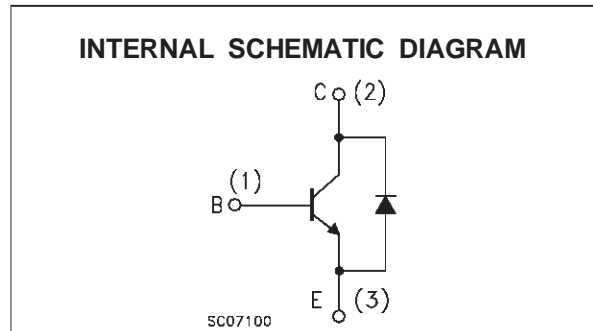 INTERNAL SCHEMATIC DIAGRAM
C (2)
(1)
B
E (3)
SC07100